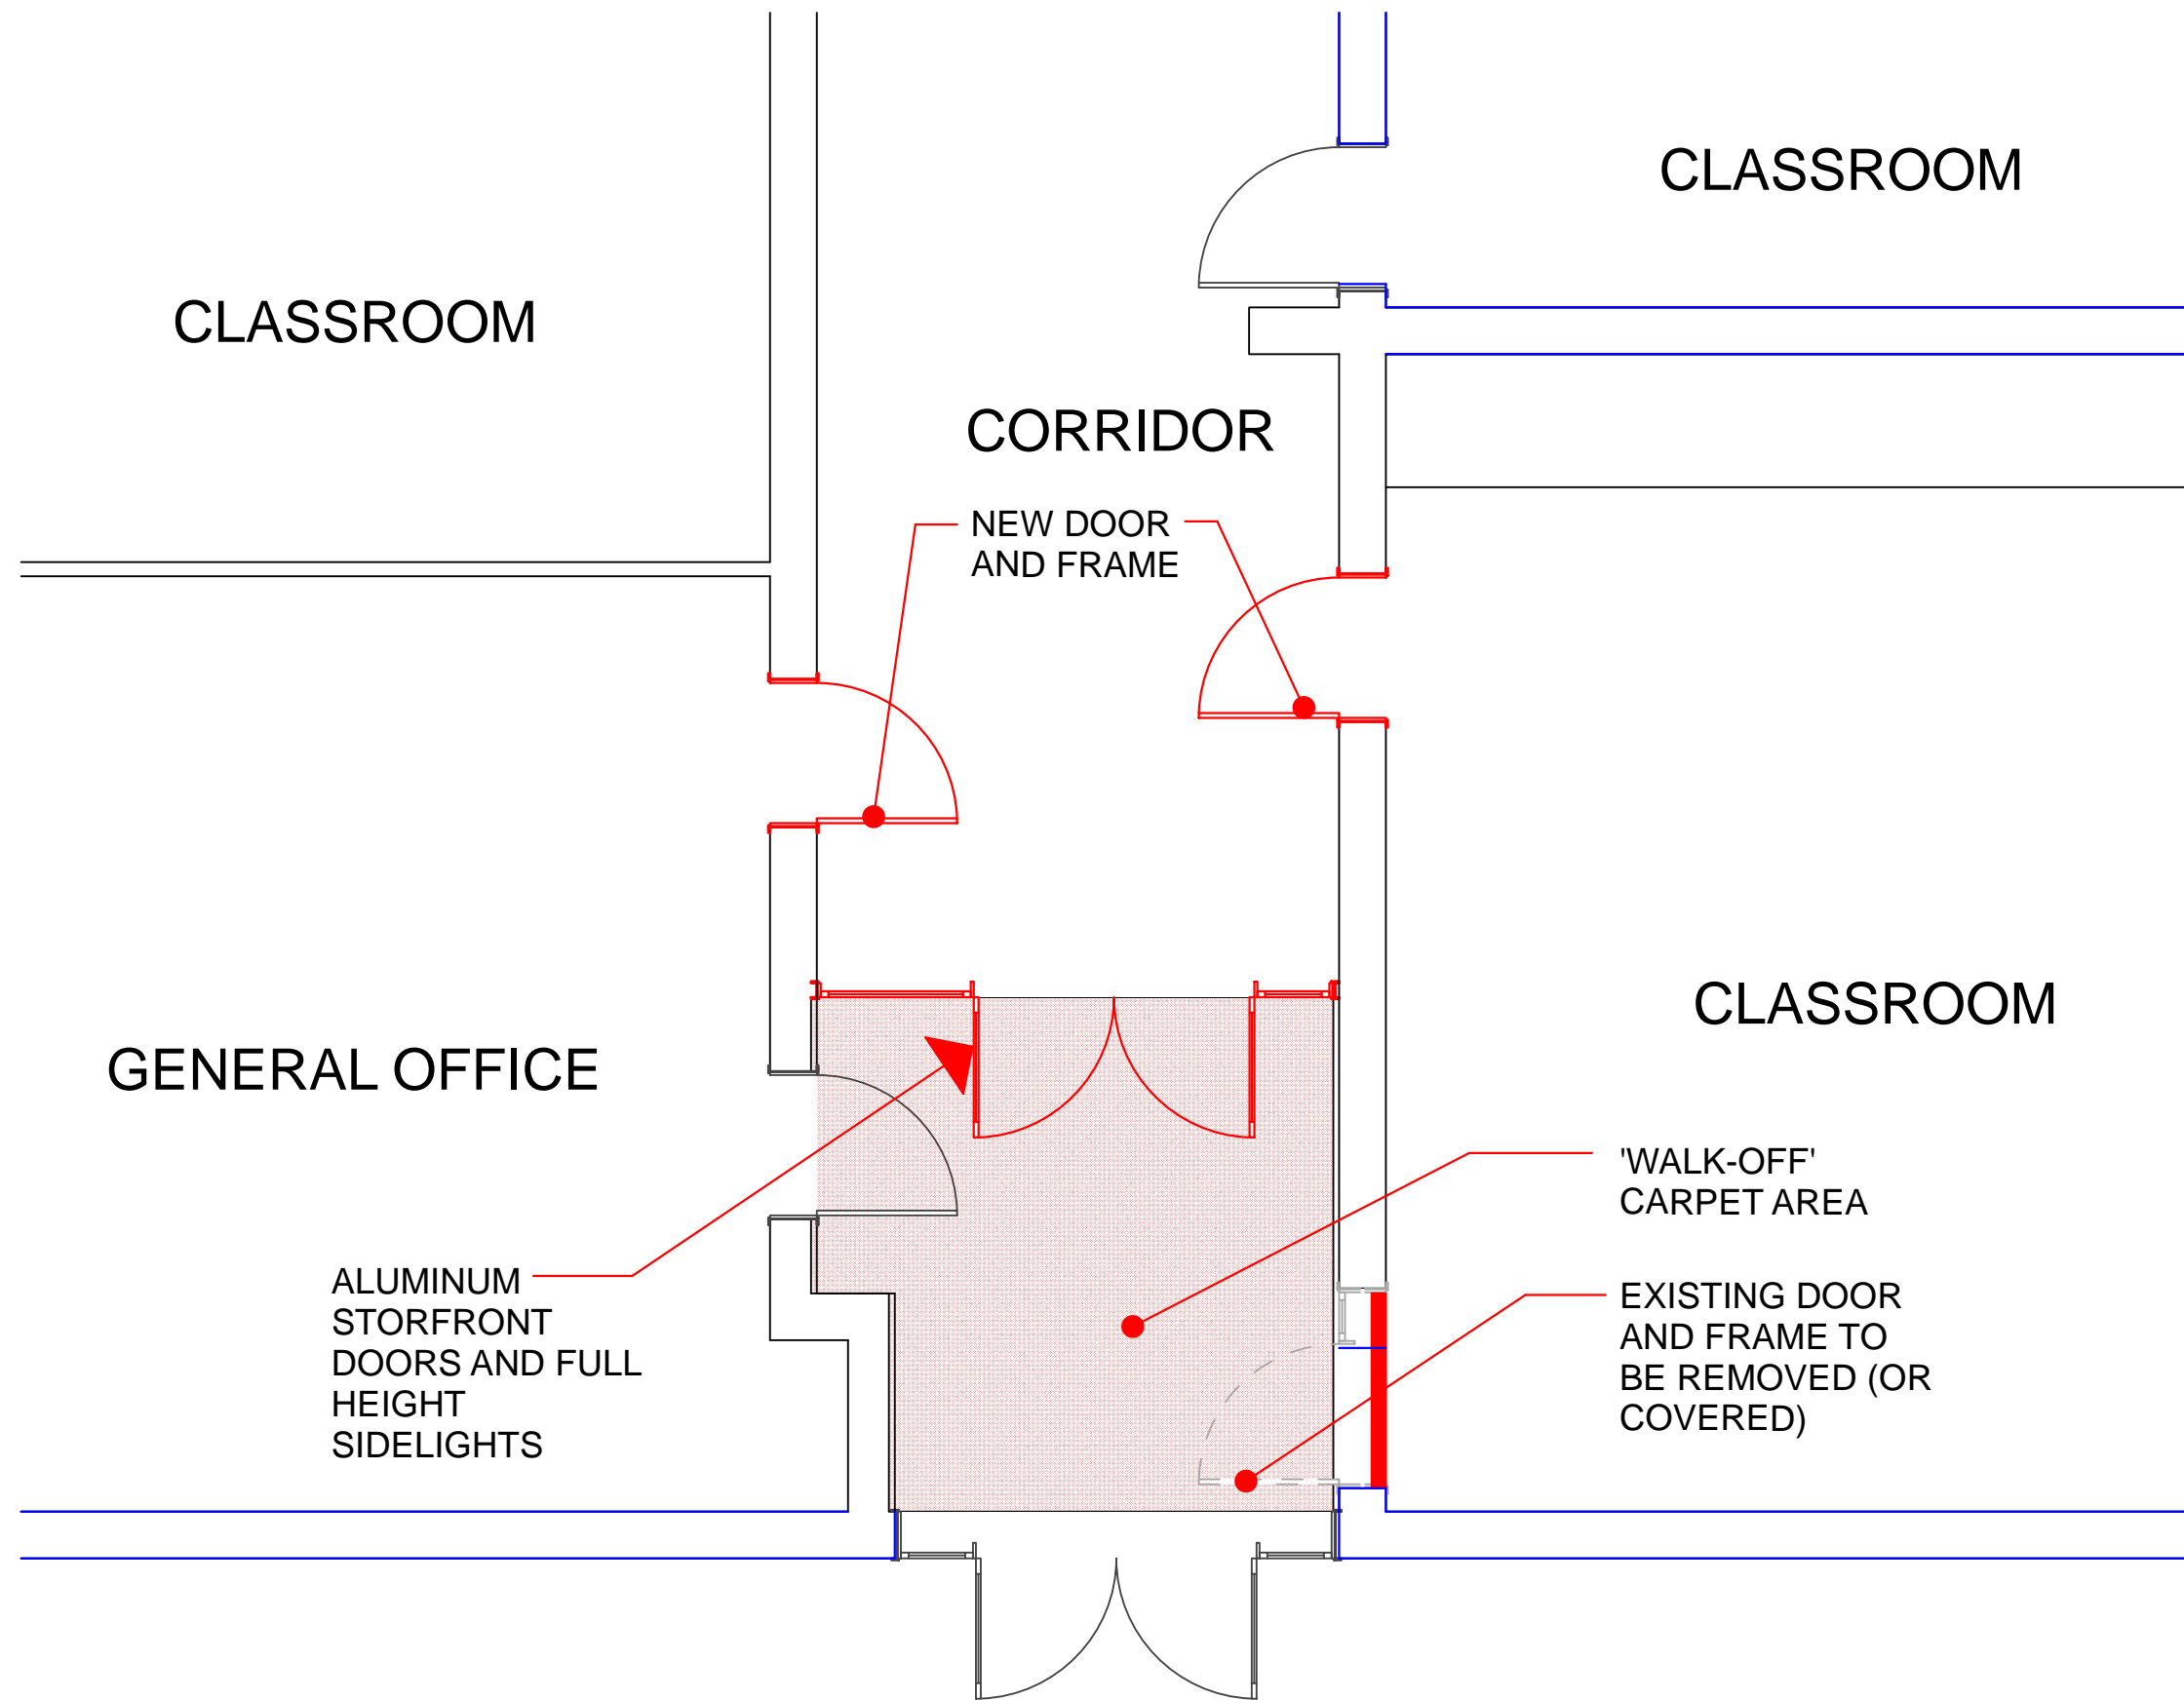 CLASSROOM
CLASSROOM
CORRIDOR
NEW DOOR
AND FRAME
CLASSROOM
GENERAL OFFICE
'WALK-OFF'
CARPET AREA
ALUMINUM
STORFRONT
DOORS AND FULL
HEIGHT
SIDELIGHTS
EXISTING DOOR
AND FRAME TO
BE REMOVED (OR
COVERED)